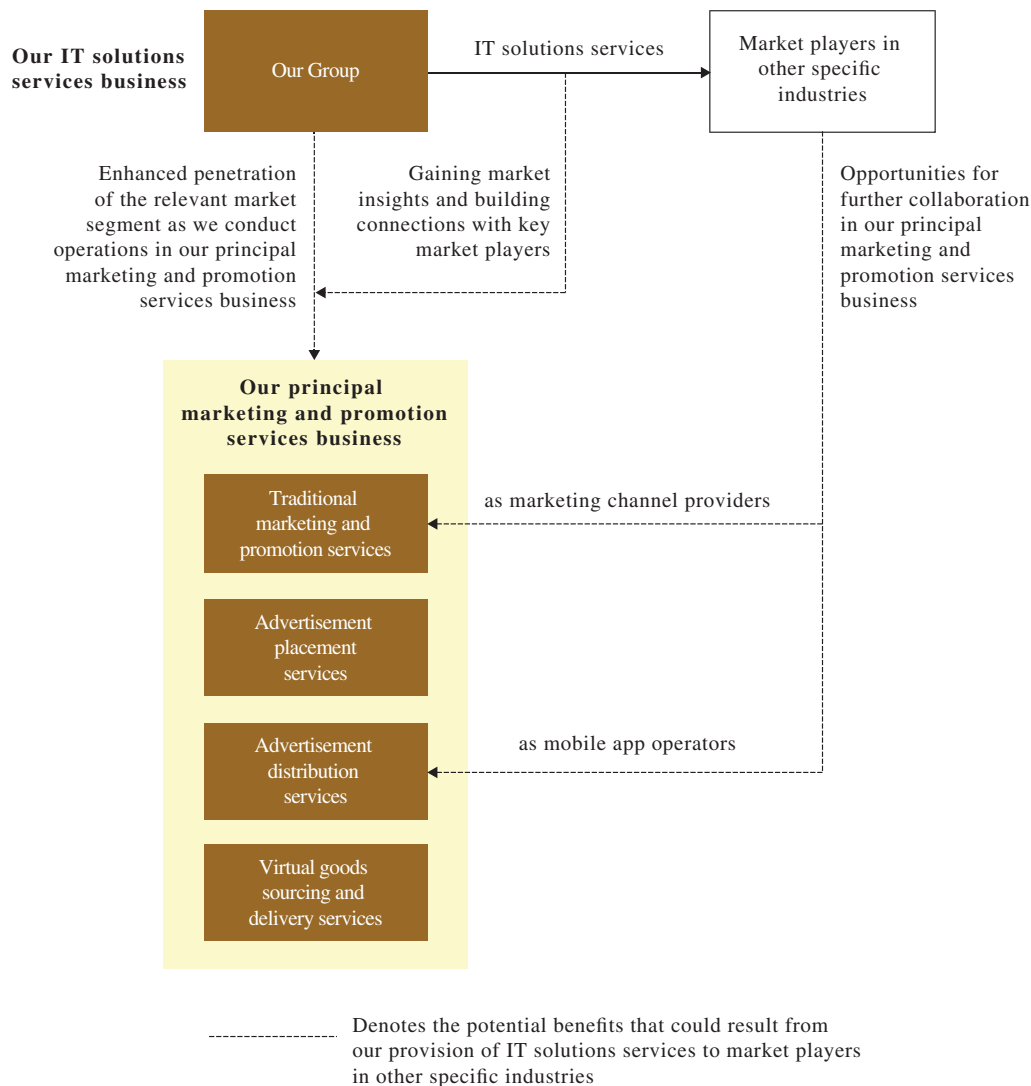 Our IT solutions
services business
Our Group
IT solutions services
Market players in
other specific
industries
Enhanced penetration
of the relevant market
segment as we conduct
operations in our principal
marketing and promotion
services business
Gaining market
insights and building
connections with key
market players
Opportunities for
further collaboration
in our principal
marketing and
promotion services
business
Our principal
marketing and promotion
services business
Traditional
marketing and
promotion services
as marketing channel providers
Advertisement
placement
services
Advertisement
distribution
services
as mobile app operators
Virtual goods
sourcing and
delivery services
Denotes the potential benefits that could result from
our provision of IT solutions services to market players
in other specific industries